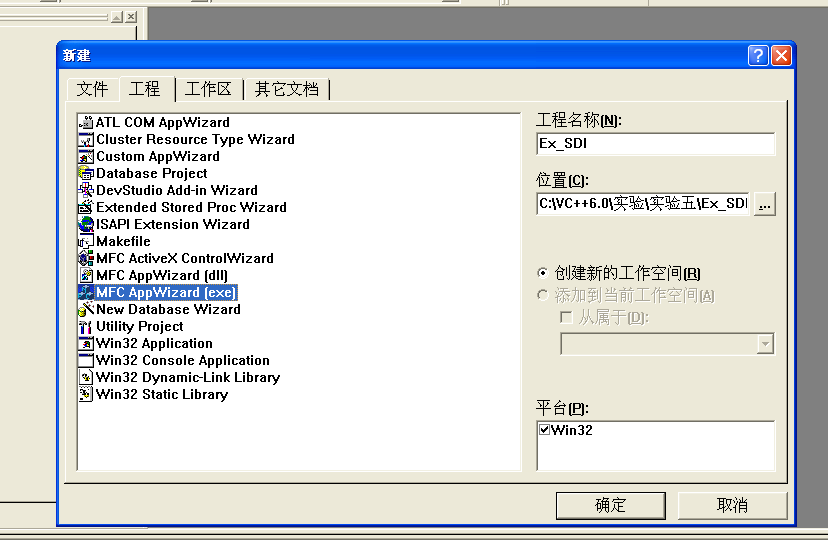 新建
文件 工程 工作区 其它文档
ATL COM AppWizard
Cluster Resource Type Wizard
Custom AppWizard
Database Project
DevStudio Add-in Wizard
Extended Stored Proc Wizard
ISAPI Extension Wizard
Makefile
MFC ActiveX ControlWizard
MFC AppWizard (dll)
MFC AppWizard (exe)
New Database Wizard
Utility Project
Win32 Application
Win32 Console Application
Win32 Dynamic-Link Library
Win32 Static Library
工程名称(N):
Ex_SDI
位置(C):
C:\VC++6.0\实验\实验五\Ex_SDI
...
创建新的工作空间(R)
添加到当前工作空间(A)
从属于(D):
平台(P):
Win32
确定 取消